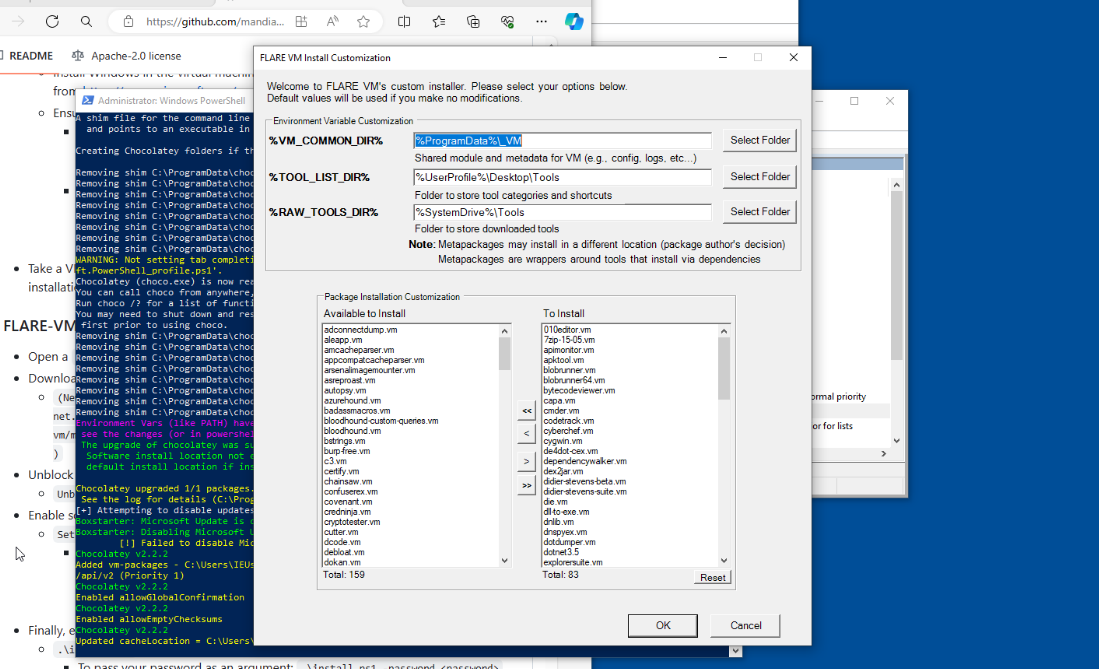 https://github.com/mandia...
README
Apache-2.0 license
Install Windows in the virtual machin
from
Ensu
Take a V
installati
FLARE-VM
Open a
Downloa
(Ne
net.
vm/m
)
Unblock
Unb
Enable s
Set
Finally, e
.\i
To pass your password as an argument: .\install.ps1 -password <password>
Administrator: Windows PowerShell
A shim file for the command line
and points to an executable in
Creating Chocolatey folders if th
Removing shim C:\ProgramData\choc
Removing shim C:\ProgramData\choc
Removing shim C:\ProgramData\choc
Removing shim C:\ProgramData\choc
Removing shim C:\ProgramData\choc
Removing shim C:\ProgramData\choc
Removing shim C:\ProgramData\choc
Removing shim C:\ProgramData\choc
WARNING: Not setting tab completi
ft.PowerShell_profile.ps1'.
Chocolatey (choco.exe) is now rea
You can call choco from anywhere,
Run choco /? for a list of functi
You may need to shut down and res
first prior to using choco.
Removing shim C:\ProgramData\choc
Removing shim C:\ProgramData\choc
Removing shim C:\ProgramData\choc
Removing shim C:\ProgramData\choc
Removing shim C:\ProgramData\choc
Removing shim C:\ProgramData\choc
Removing shim C:\ProgramData\choc
Removing shim C:\ProgramData\choc
Environment Vars (like PATH) have
see the changes (or in powershel
The upgrade of chocolatey was su
Software install location not e
default install location if ins
Chocolatey upgraded 1/1 packages.
See the log for details (C:\Prog
[+] Attempting to disable updates
Boxstarter: Microsoft Update is d
Boxstarter: Disabling Microsoft U
[!] Failed to disable Mic
Chocolatey v2.2.2
Added vm-packages - C:\Users\IEUs
/api/v2 (Priority 1)
Chocolatey v2.2.2
Enabled allowGlobalConfirmation
Chocolatey v2.2.2
Enabled allowEmptyChecksums
Chocolatey v2.2.2
Updated cacheLocation = C:\Users\
FLARE VM Install Customization
Welcome to FLARE VM's custom installer. Please select your options below.
Default values will be used if you make no modifications.
Environment Variable Customization
%VM_COMMON_DIR%
%ProgramData%\_VM
Select Folder
Shared module and metadata for VM (e.g., config, logs, etc...)
%TOOL_LIST_DIR%
%UserProfile%\Desktop\Tools
Select Folder
Folder to store tool categories and shortcuts
%RAW_TOOLS_DIR%
%SystemDrive%\Tools
Select Folder
Folder to store downloaded tools
Note: Metapackages may install in a different location (package author's decision)
Metapackages are wrappers around tools that install via dependencies
Package Installation Customization
Available to Install
adconnectdump.vm
aleapp.vm
amcacheparser.vm
appcompatcacheparser.vm
arsenalimagemounter.vm
asreproast.vm
autopsy.vm
azurehound.vm
badassmacros.vm
bloodhound-custom-queries.vm
bloodhound.vm
bstrings.vm
burp-free.vm
c3.vm
certify.vm
chainsaw.vm
confuserex.vm
covenant.vm
credninja.vm
cryptotester.vm
cutter.vm
dcode.vm
debloat.vm
dokan.vm
Total: 159
<<
<
>
>>
To Install
010editor.vm
7zip-15-05.vm
apimonitor.vm
apktool.vm
blobrunner.vm
blobrunner64.vm
bytecodeviewer.vm
capa.vm
cmder.vm
codetrack.vm
cyberchef.vm
cygwin.vm
de4dot-cex.vm
dependencywalker.vm
dex2jar.vm
didier-stevens-beta.vm
didier-stevens-suite.vm
die.vm
dll-to-exe.vm
dnlib.vm
dnspyex.vm
dotdumper.vm
dotnet3.5
explorersuite.vm
Total: 83
Reset
OK
Cancel
ormal priority
or for lists